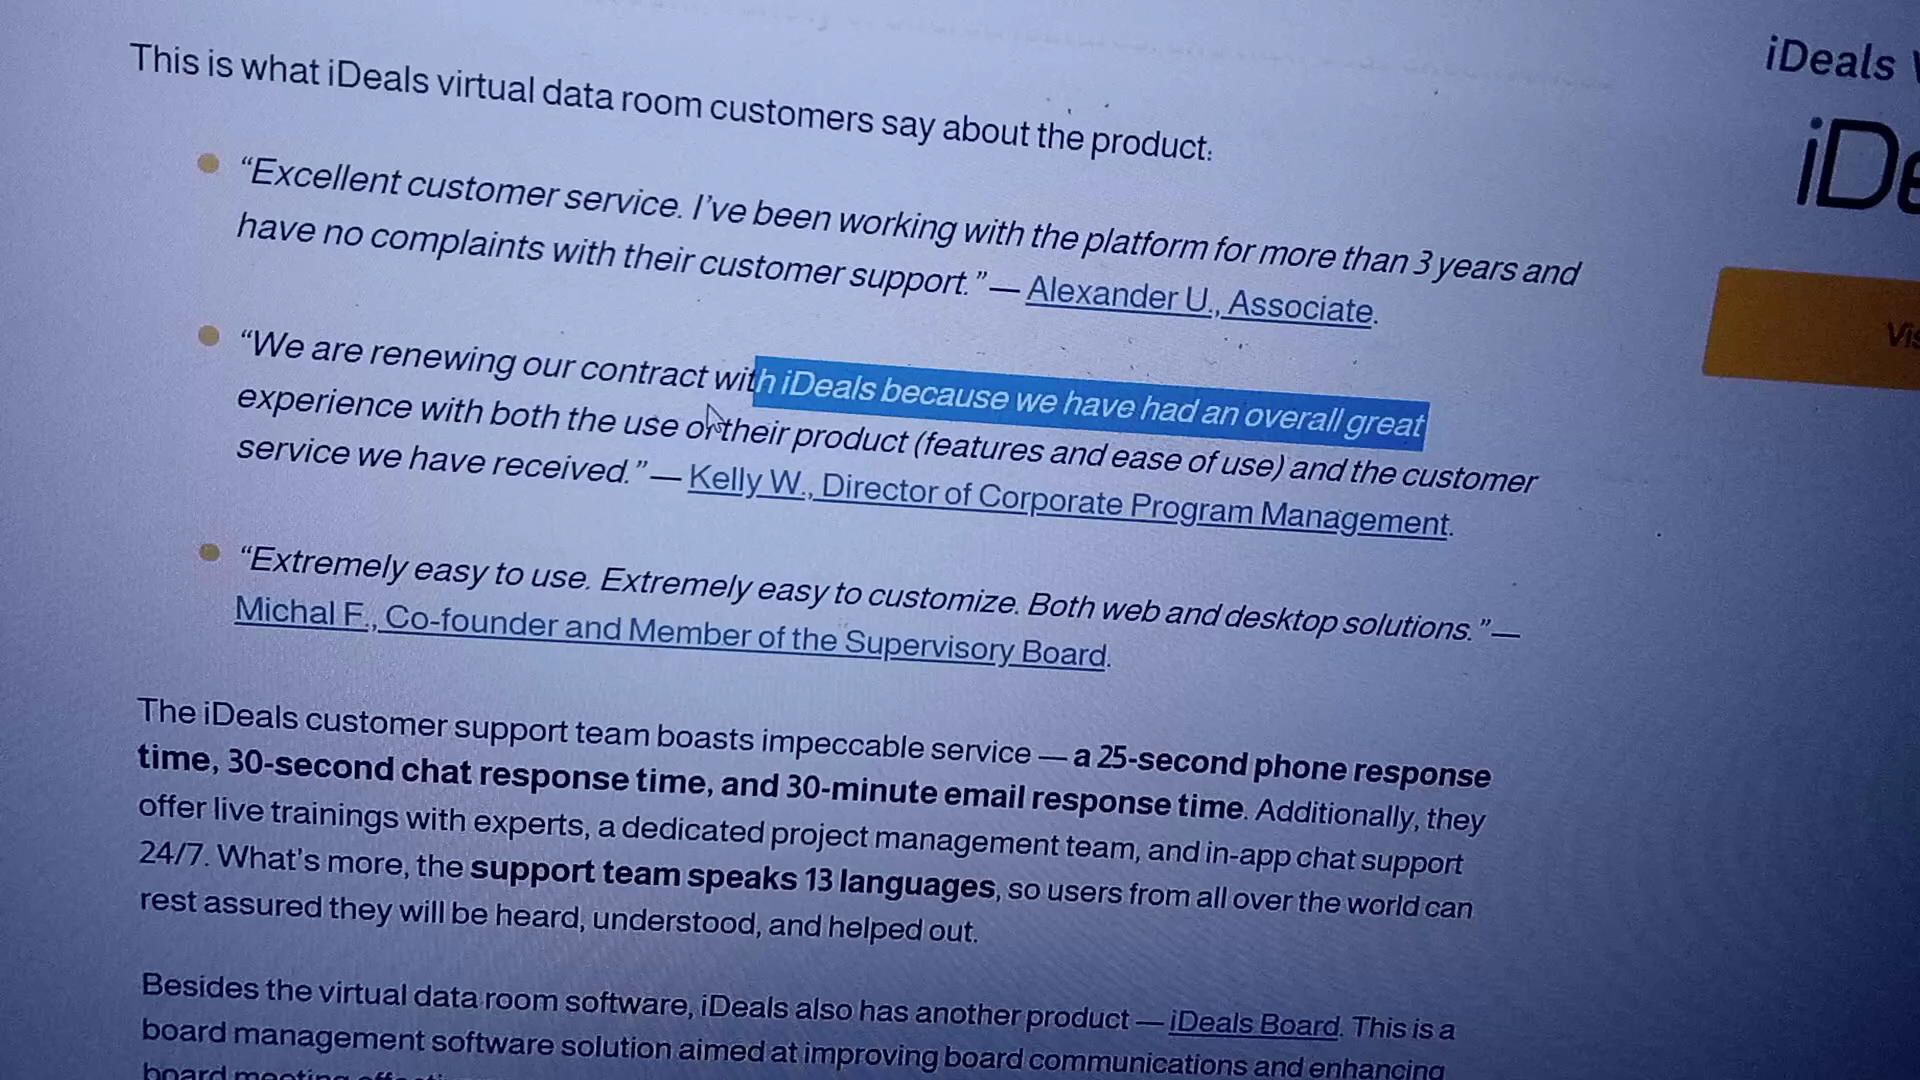 This is what iDeals virtual data room customers say about the product:
“Excellent customer service. I’ve been working with the platform for more than 3 years and
have no complaints with their customer support.” — Alexander U., Associate.
“We are renewing our contract with iDeals because we have had an overall great
experience with both the use of their product (features and ease of use) and the customer
service we have received.” — Kelly W., Director of Corporate Program Management.
“Extremely easy to use. Extremely easy to customize. Both web and desktop solutions.” —
Michal F., Co-founder and Member of the Supervisory Board.
The iDeals customer support team boasts impeccable service — a 25-second phone response
time, 30-second chat response time, and 30-minute email response time. Additionally, they
offer live trainings with experts, a dedicated project management team, and in-app chat support
24/7. What’s more, the support team speaks 13 languages, so users from all over the world can
rest assured they will be heard, understood, and helped out.
Besides the virtual data room software, iDeals also has another product — iDeals Board. This is a
board management software solution aimed at improving board communications and enhancing
board meeting
iDeals